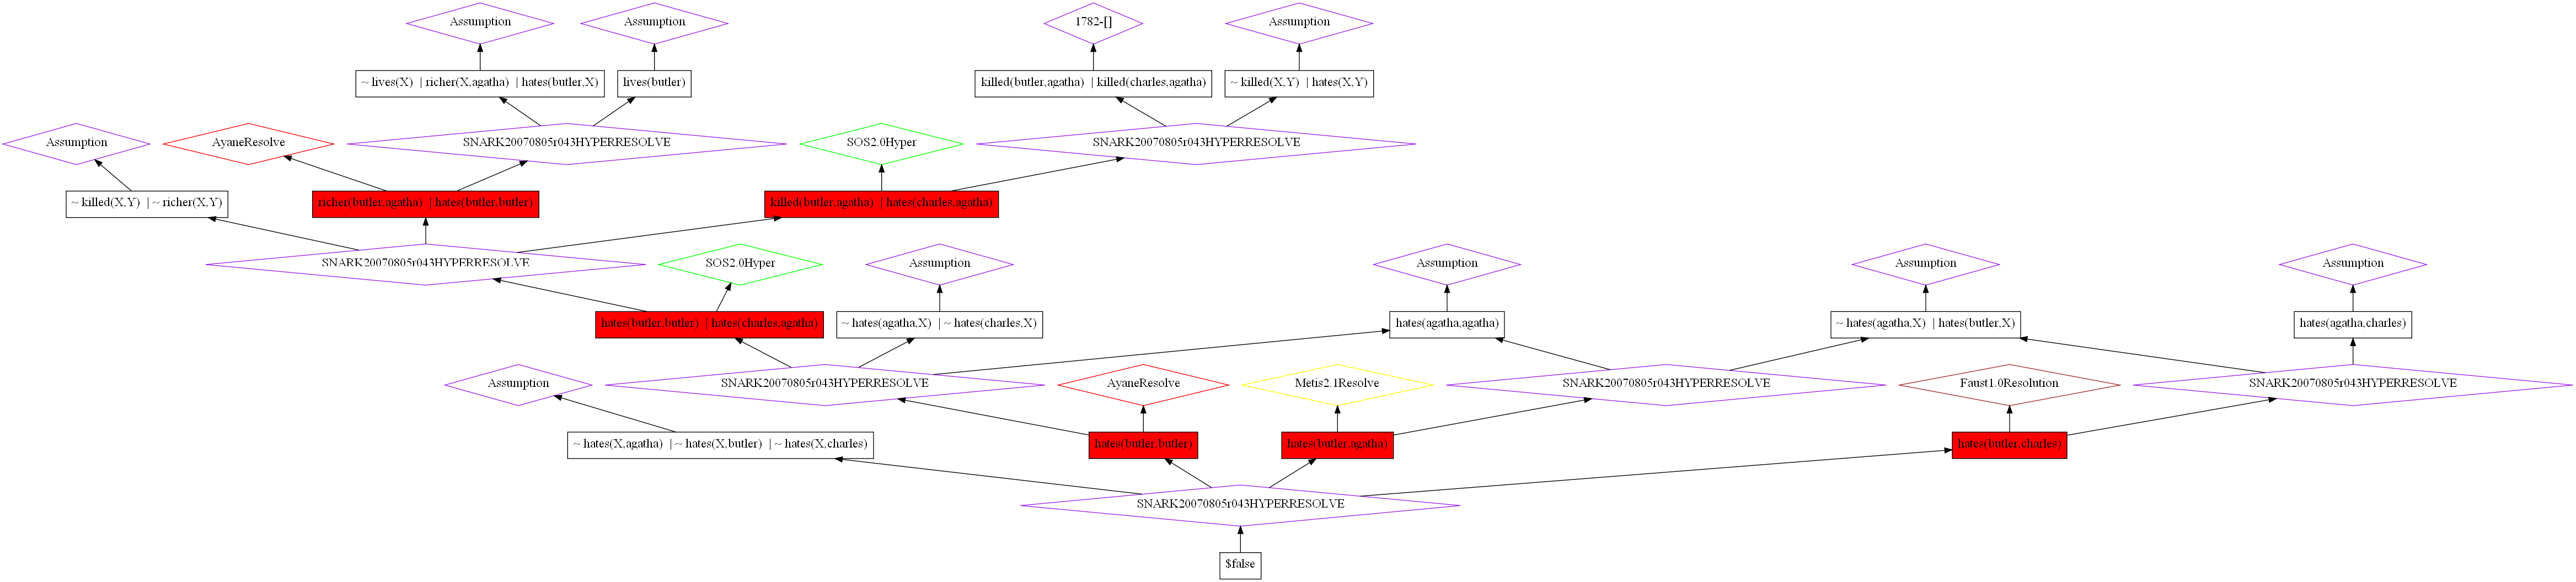 Assumption
Assumption
1782-[]
Assumption
~ lives(X) | richer(X,agatha) | hates(butler,X)
lives(butler)
killed(butler,agatha) | killed(charles,agatha)
~ killed(X,Y) | hates(X,Y)
Assumption
AyaneResolve
SNARK20070805r043HYPERRESOLVE
SOS2.0Hyper
SNARK20070805r043HYPERRESOLVE
~ killed(X,Y) | ~ richer(X,Y)
richer(butler,agatha) | hates(butler,butler)
killed(butler,agatha) | hates(charles,agatha)
SNARK20070805r043HYPERRESOLVE
SOS2.0Hyper
Assumption
Assumption
Assumption
Assumption
hates(butler,butler) | hates(charles,agatha)
~ hates(agatha,X) | ~ hates(charles,X)
hates(agatha,agatha)
~ hates(agatha,X) | hates(butler,X)
hates(agatha,charles)
Assumption
SNARK20070805r043HYPERRESOLVE
AyaneResolve
Metis2.1Resolve
SNARK20070805r043HYPERRESOLVE
Faust1.0Resolution
SNARK20070805r043HYPERRESOLVE
~ hates(X,agatha) | ~ hates(X,butler) | ~ hates(X,charles)
hates(butler,butler)
hates(butler,agatha)
hates(butler,charles)
SNARK20070805r043HYPERRESOLVE
$false